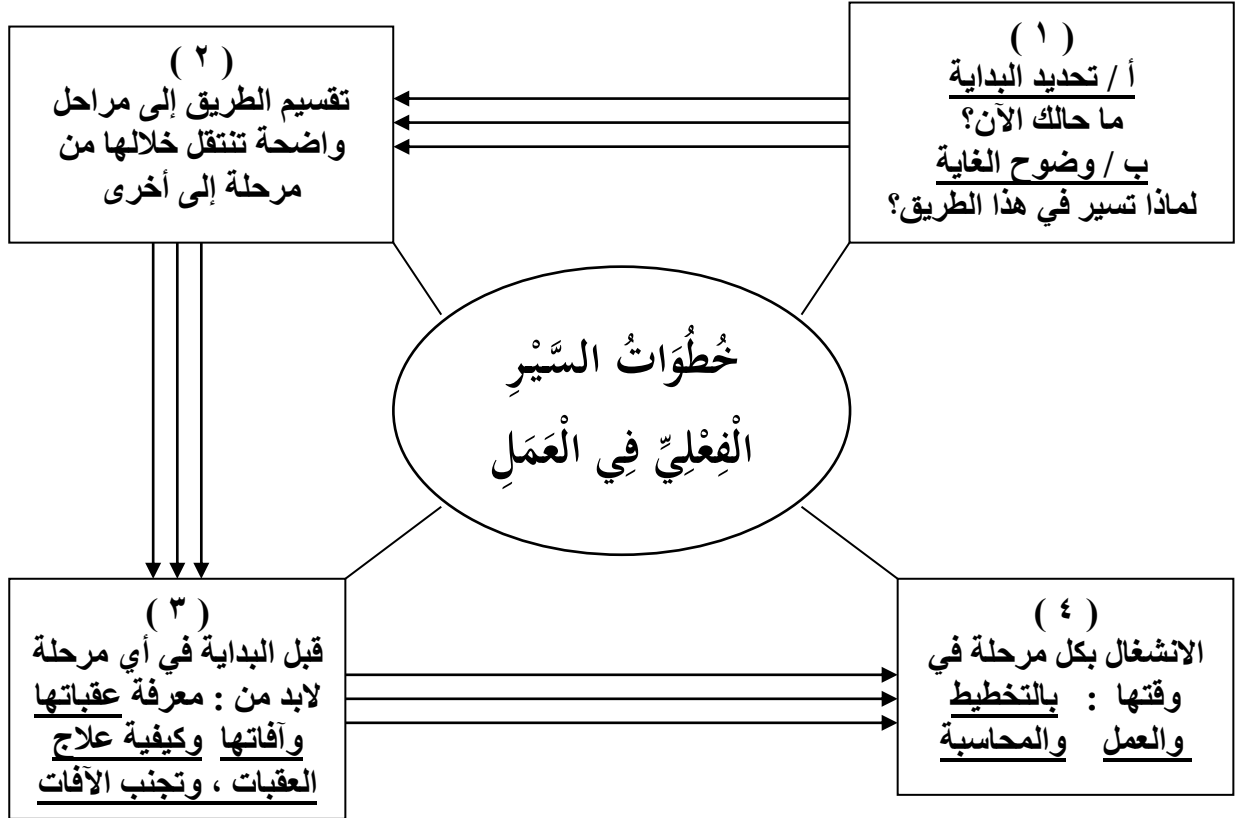 ( ١ )
أ / تحديد البداية
ما حالك الآن؟
ب / وضوح الغاية
لماذا تسير في هذا الطريق؟
( ٢ )
تقسيم الطريق إلى مراحل
واضحة تنتقل خلالها من
مرحلة إلى أخرى
خُطُوَاتُ السَّيْرِ
الْفِعْلِيِّ فِي الْعَمَلِ
( ٣ )
قبل البداية في أي مرحلة
لابد من : معرفة عقباتها
وآفاتها وكيفية علاج
العقبات ، وتجنب الآفات
( ٤ )
الانشغال بكل مرحلة في
وقتها : بالتخطيط
والعمل والمحاسبة